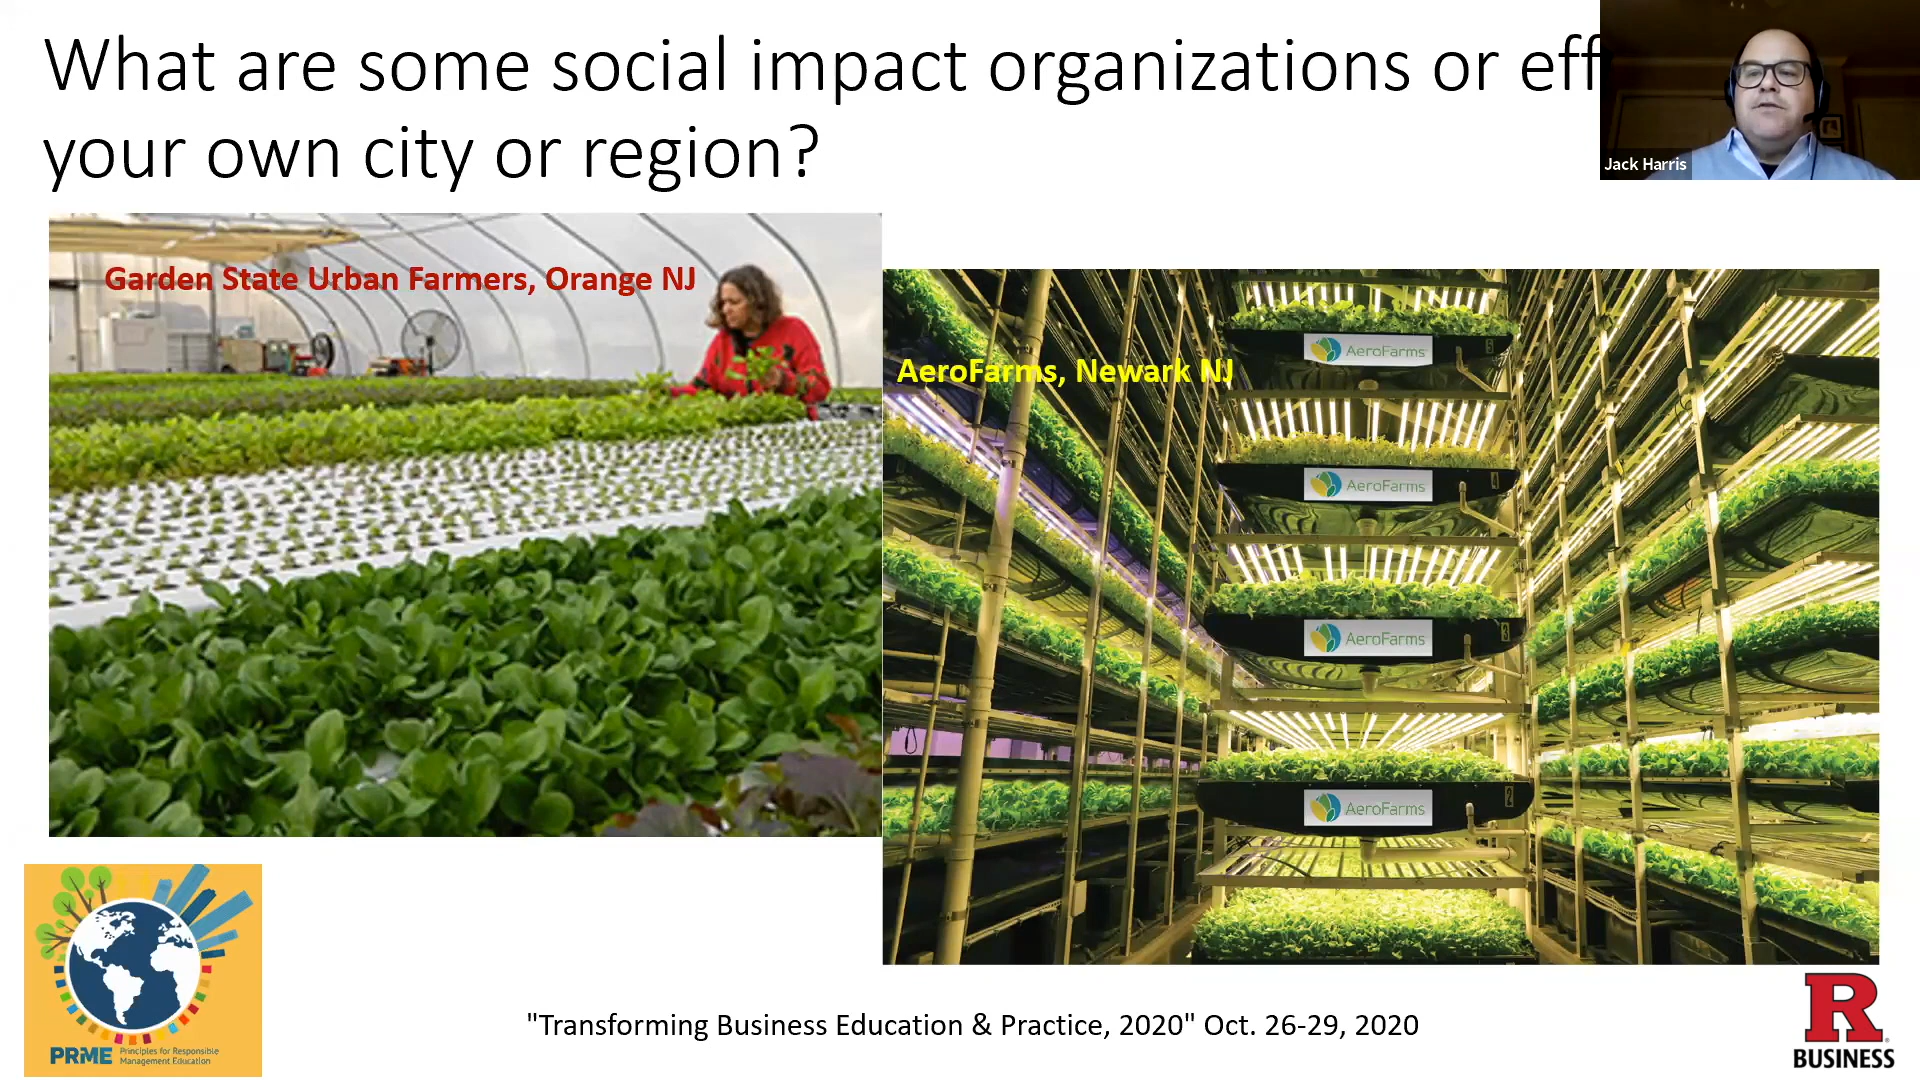 What are some social impact organizations or eff
your own city or region?
Jack Harris
Garden State Urban Farmers, Orange NJ
AeroFarms, Newark NJ
AeroFarms
AeroFarms
AeroFarms
AeroFarms
PRME Principles for Responsible
Management Education
"Transforming Business Education & Practice, 2020" Oct. 26-29, 2020
R
BUSINESS